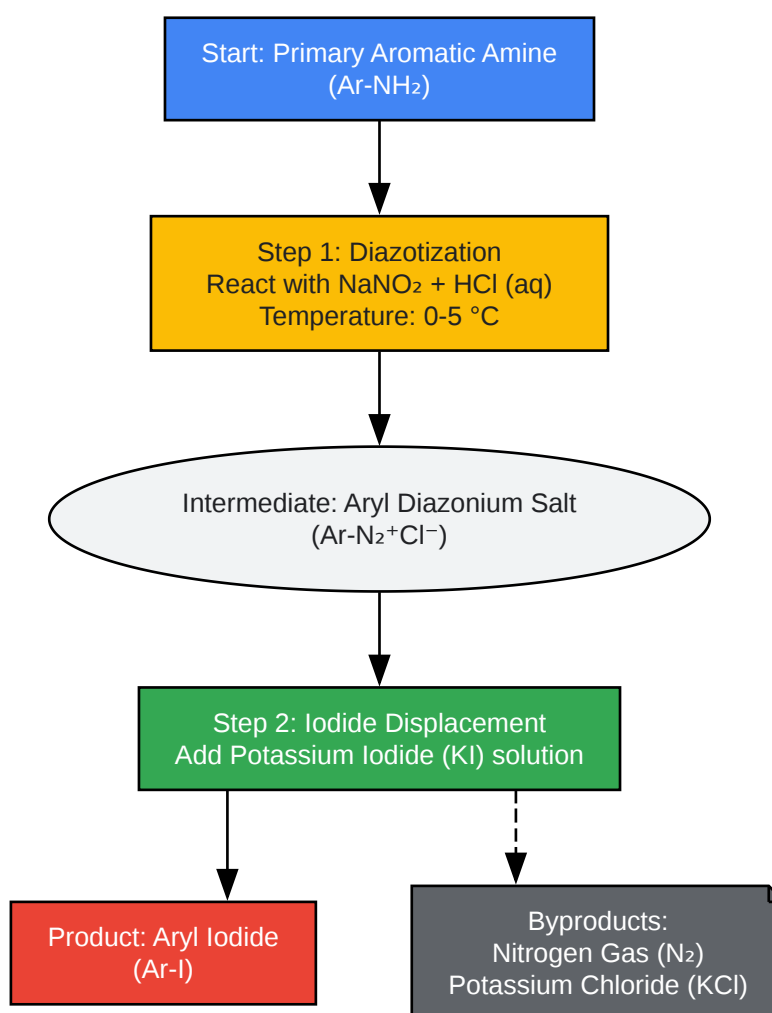 Start: Primary Aromatic Amine
(Ar-NH₂)
Step 1: Diazotization
React with NaNO₂ + HCl (aq)
Temperature: 0-5 °C
Intermediate: Aryl Diazonium Salt
(Ar-N₂⁺Cl⁻)
Step 2: Iodide Displacement
Add Potassium Iodide (KI) solution
Product: Aryl Iodide
(Ar-I)
Byproducts:
Nitrogen Gas (N₂)
Potassium Chloride (KCl)